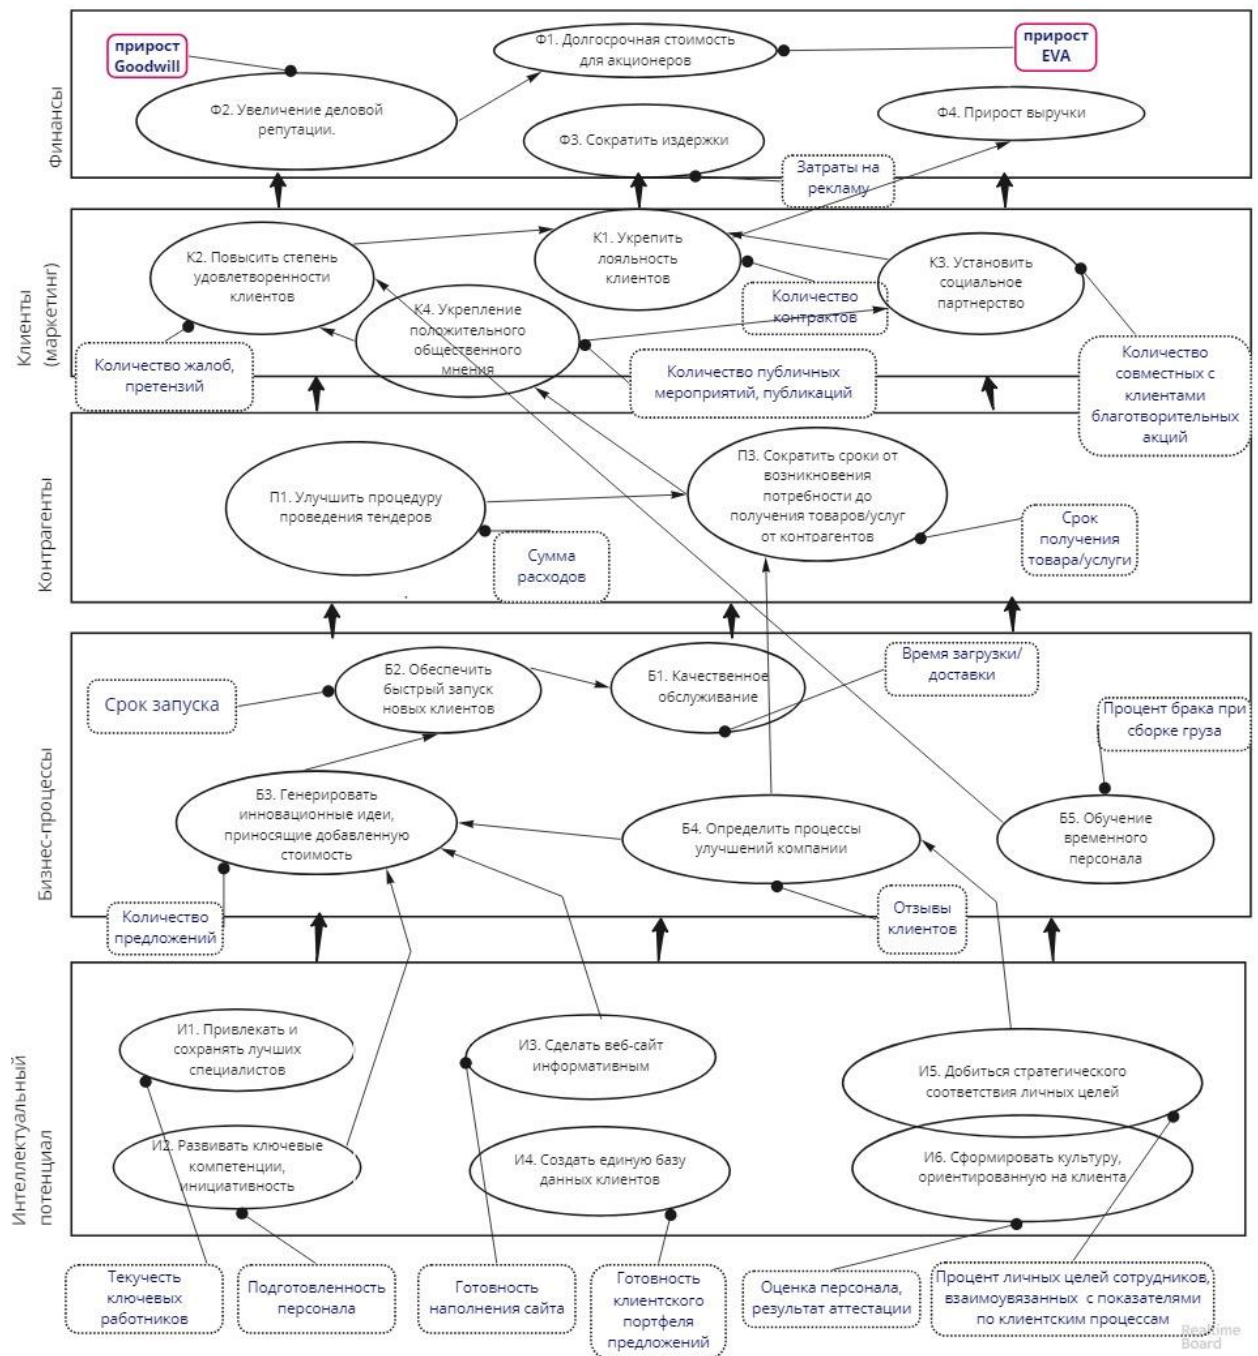 Финансы
прирост
Goodwill
Ф1. Долгосрочная стоимость
для акционеров
прирост
EVA
Ф2. Увеличение деловой
репутации.
Ф3. Сократить издержки
Ф4. Прирост выручки
Затраты на
рекламу
Клиенты
(маркетинг)
К2. Повысить степень
удовлетворенности
клиентов
К1. Укрепить
лояльность
клиентов
К3. Установить
социальное
партнерство
К4. Укрепление
положительного
общественного
мнения
Количество
контрактов
Количество жалоб,
претензий
Количество публичных
мероприятий, публикаций
Количество
совместных с
клиентами
благотворительных
акций
Контрагенты
П1. Улучшить процедуру
проведения тендеров
П3. Сократить сроки от
возникновения
потребности до
получения товаров/услуг
от контрагентов
Сумма
расходов
Срок
получения
товара/услуги
Бизнес-процессы
Срок запуска
Б2. Обеспечить
быстрый запуск
новых клиентов
Б1. Качественное
обслуживание
Время загрузки/
доставки
Процент брака при
сборке груза
Б3. Генерировать
инновационные идеи,
приносящие добавленную
стоимость
Б4. Определить процессы
улучшений компании
Б5. Обучение
временного
персонала
Количество
предложений
Отзывы
клиентов
Интеллектуальный
потенциал
И1. Привлекать и
сохранять лучших
специалистов
И3. Сделать веб-сайт
информативным
И5. Добиться стратегического
соответствия личных целей
И2. Развивать ключевые
компетенции,
инициативность
И4. Создать единую базу
данных клиентов
И6. Сформировать культуру,
ориентированную на клиента
Текучесть
ключевых
работников
Подготовленность
персонала
Готовность
наполнения сайта
Готовность
клиентского
портфеля
предложений
Оценка персонала,
результат аттестации
Процент личных целей сотрудников,
взаимоувязанных с показателями
по клиентским процессам
Realtime
Board